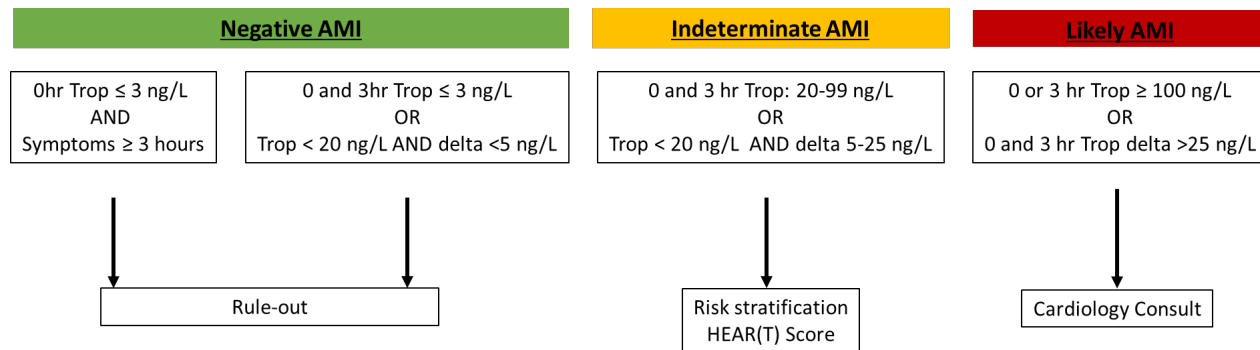 Negative AMI
Indeterminate AMI
Likely AMI
0hr Trop ≤ 3 ng/L
AND
Symptoms ≥ 3 hours
0 and 3hr Trop ≤ 3 ng/L
OR
Trop < 20 ng/L AND delta <5 ng/L
0 and 3 hr Trop: 20-99 ng/L
OR
Trop < 20 ng/L  AND delta 5-25 ng/L
0 or 3 hr Trop ≥ 100 ng/L
OR
0 and 3 hr Trop delta >25 ng/L
Rule-out
Risk stratification
HEAR(T) Score
Cardiology Consult